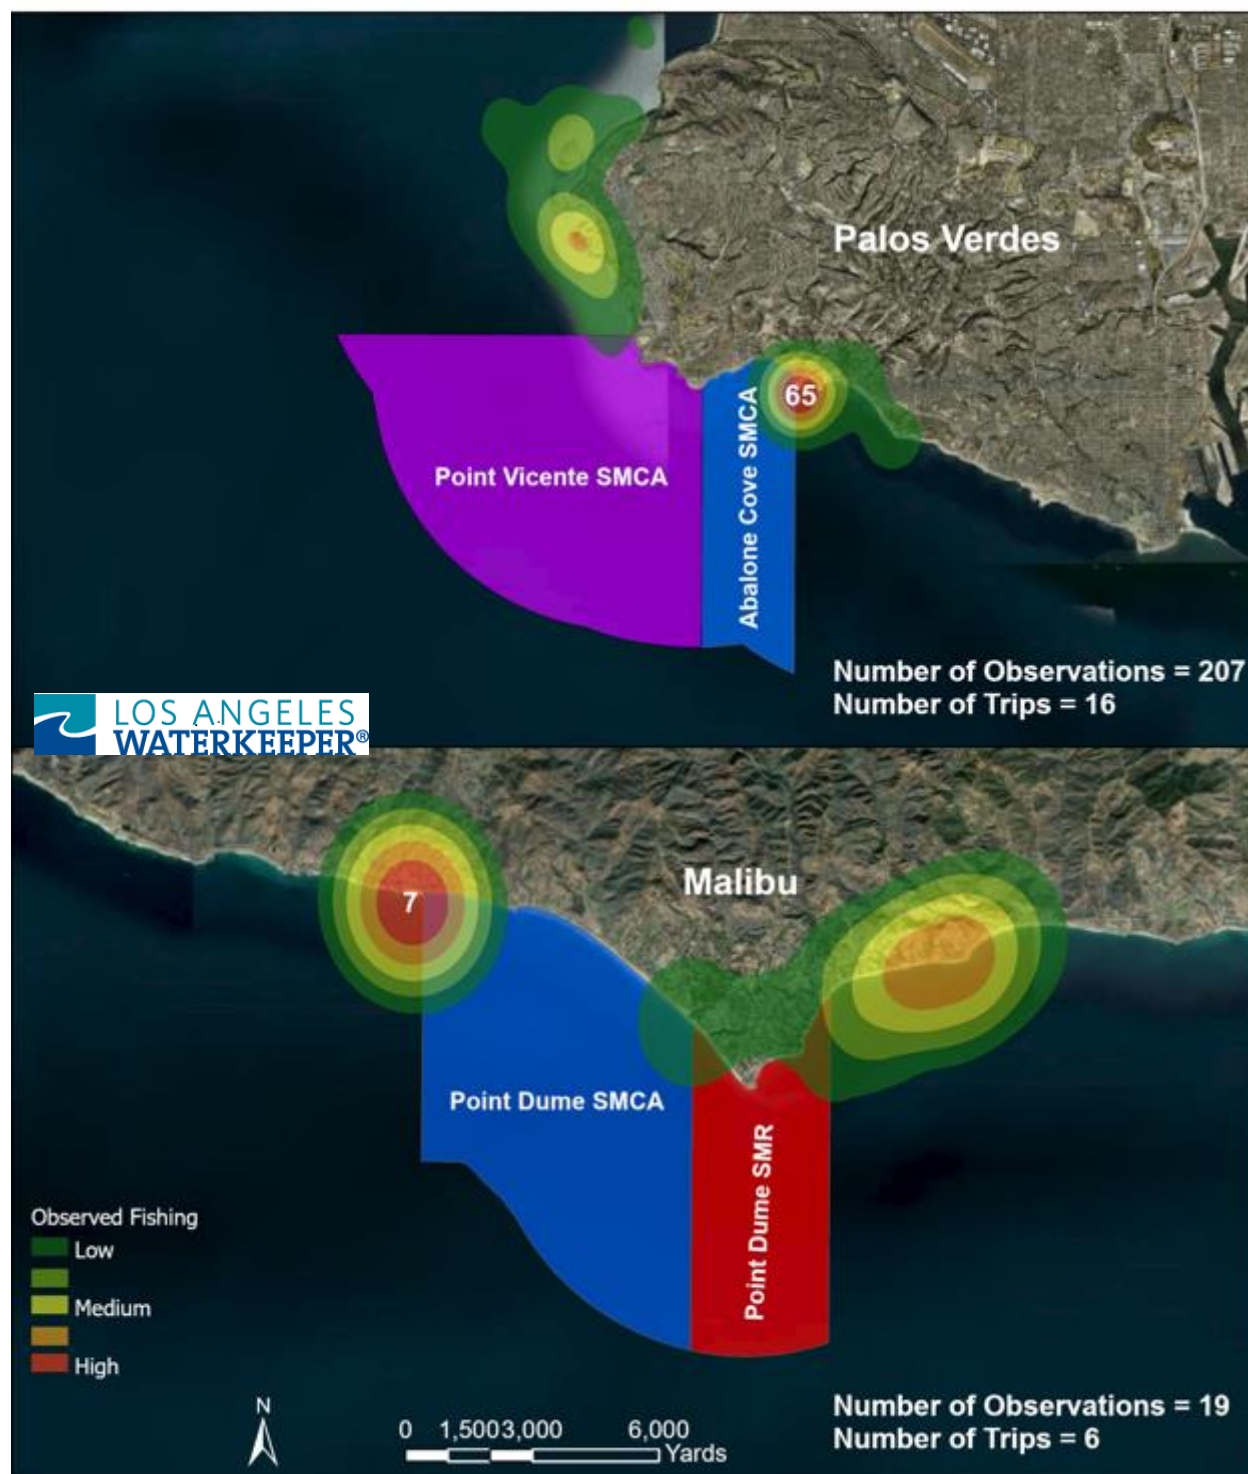 Palos Verdes
65
Point Vicente SMCA
Abalone Cove SMCA
Number of Observations = 207
Number of Trips = 16
LOS ANGELES
WATERKEEPER®
7
Malibu
Point Dume SMCA
Point Dume SMR
Observed Fishing
Low
Medium
High
N
0 1,500 3,000 6,000
Yards
Number of Observations = 19
Number of Trips = 6